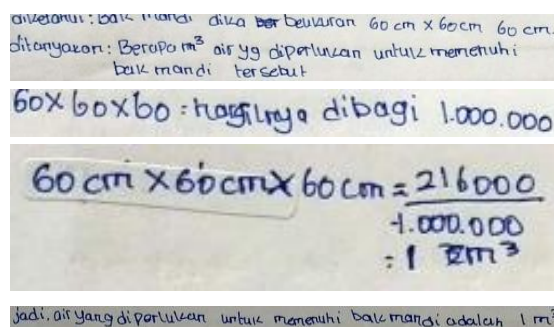 diketahui : bak mandi dika berukuran 60 cm x 60 cm 60 cm.
ditanyakan : Berapa m³ air yg diperlukan untuk memenuhi
bak mandi tersebut
60 x 60 x 60 = hasilnya dibagi 1.000.000
60 cm x 60 cm x 60 cm = 216000
1.000.000
= 1 m³
jadi, air yang diperlukan untuk memenuhi bak mandi adalah 1 m³